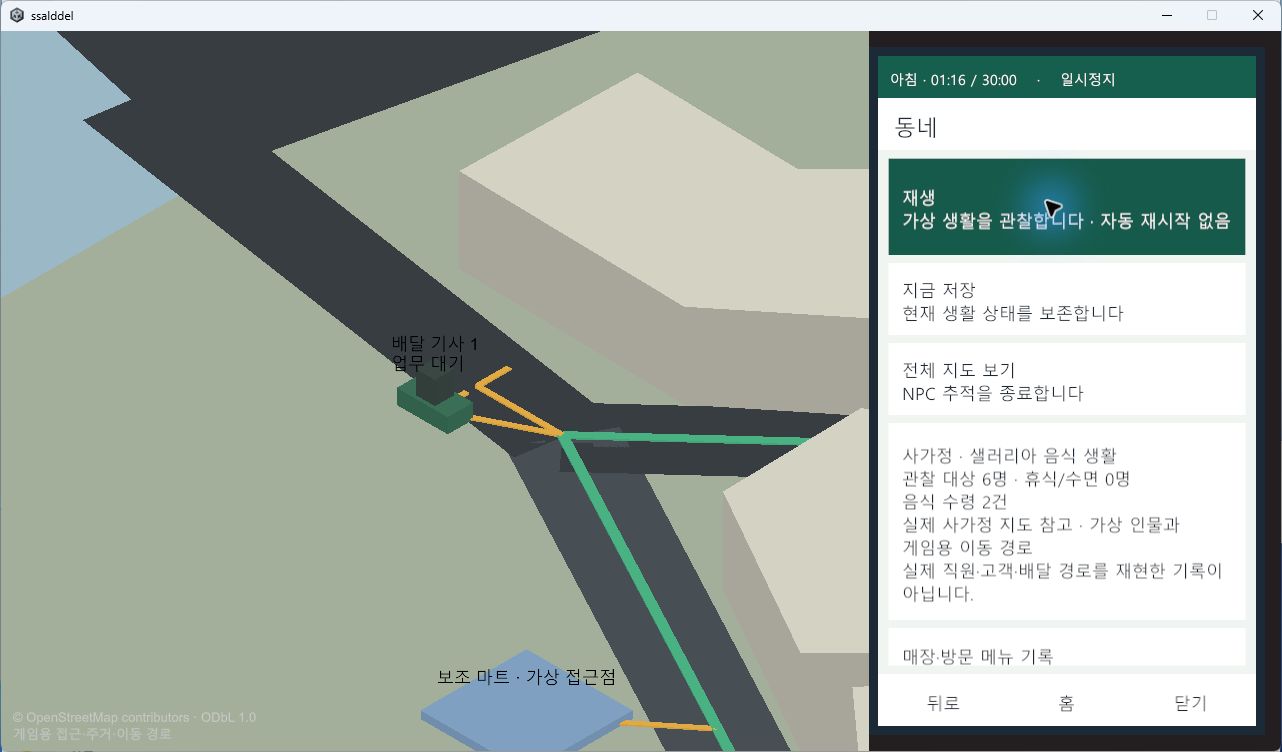 ssalddel
아침 · 01:16 / 30:00 · 일시정지
동네
재생
가상 생활을 관찰합니다 · 자동 재시작 없음
지금 저장
현재 생활 상태를 보존합니다
전체 지도 보기
NPC 추적을 종료합니다
사가정 · 샐러리아 음식 생활
관찰 대상 6명 · 휴식/수면 0명
음식 수령 2건
실제 사가정 지도 참고 · 가상 인물과
게임용 이동 경로
실제 직원·고객·배달 경로를 재현한 기록이
아닙니다.
매장·방문 메뉴 기록
뒤로
홈
닫기
배달 기사 1
업무 대기
보조 마트 · 가상 접근점
© OpenStreetMap contributors · ODbL 1.0
게임용 접근·주거·이동 경로